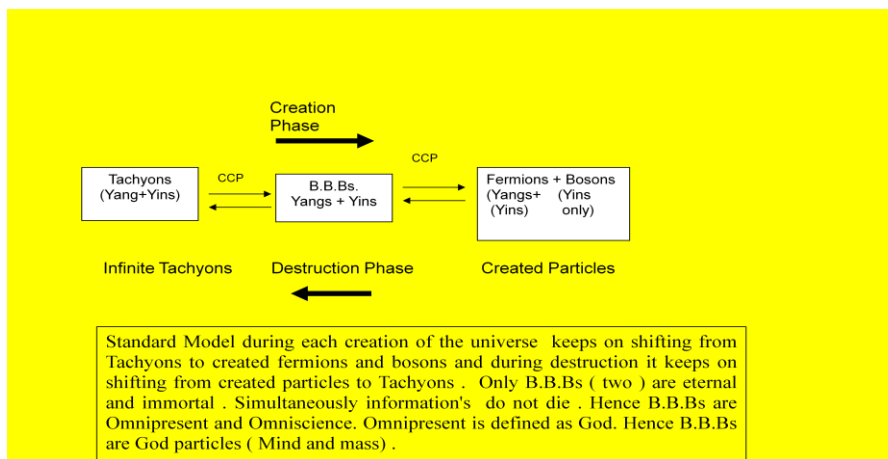 Creation
Phase
CCP
CCP
Tachyons
(Yang+Yins)
B.B.Bs.
Yangs + Yins
Fermions + Bosons
(Yangs+ (Yins
(Yins) only)
Infinite Tachyons
Destruction Phase
Created Particles
Standard Model during each creation of the universe keeps on shifting from
Tachyons to created fermions and bosons and during destruction it keeps on
shifting from created particles to Tachyons . Only B.B.Bs ( two ) are eternal
and immortal . Simultaneously information's do not die . Hence B.B.Bs are
Omnipresent and Omniscience. Omnipresent is defined as God. Hence B.B.Bs
are God particles ( Mind and mass) .